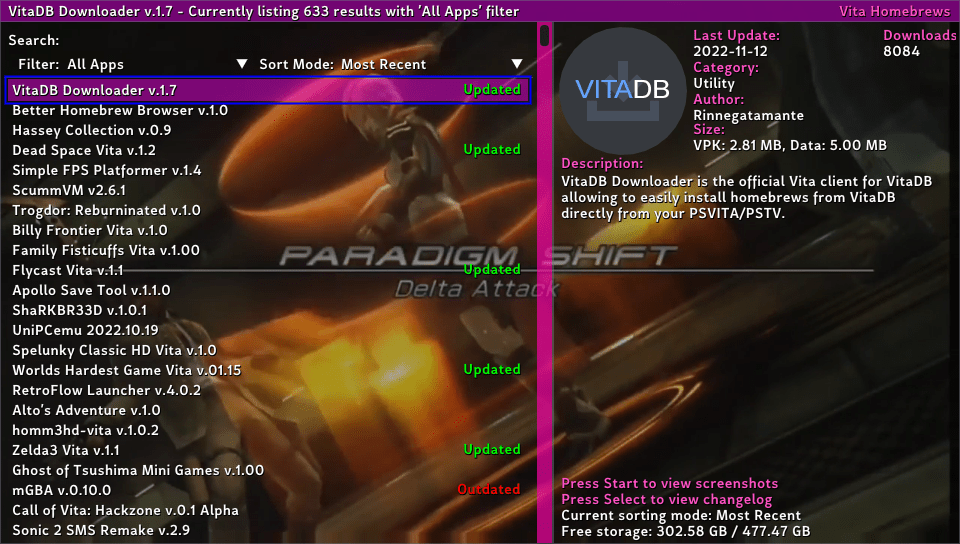 VitaDB Downloader v.1.7 - Currently listing 633 results with 'All Apps' filter
Vita Homebrews
Search:
Filter: All Apps ▼ Sort Mode: Most Recent ▼
VitaDB Downloader v.1.7 Updated
Better Homebrew Browser v.1.0
Hassey Collection v.0.9
Dead Space Vita v.1.2 Updated
Simple FPS Platformer v.1.4
ScummVM v2.6.1
Trogdor: Reburninated v.1.0
Billy Frontier Vita v.1.0
Family Fisticuffs Vita v.1.00
Flycast Vita v.1.1 Updated
Apollo Save Tool v.1.1.0
ShaRKBR33D v.1.0.1
UniPCemu 2022.10.19
Spelunky Classic HD Vita v.1.0
Worlds Hardest Game Vita v.01.15 Updated
RetroFlow Launcher v.4.0.2
Alto's Adventure v.1.0
homm3hd-vita v.1.0.2
Zelda3 Vita v.1.1 Updated
Ghost of Tsushima Mini Games v.1.00
mGBA v.0.10.0 Outdated
Call of Vita: Hackzone v.0.1 Alpha
Sonic 2 SMS Remake v.2.9
PARADIGM SHIFT
Delta Attack
VITADB
Last Update:
2022-11-12
Category:
Utility
Author:
Rinnegatamante
Size:
VPK: 2.81 MB, Data: 5.00 MB
Downloads
8084
Description:
VitaDB Downloader is the official Vita client for VitaDB
allowing to easily install homebrews from VitaDB
directly from your PSVITA/PSTV.
Press Start to view screenshots
Press Select to view changelog
Current sorting mode: Most Recent
Free storage: 302.58 GB / 477.47 GB